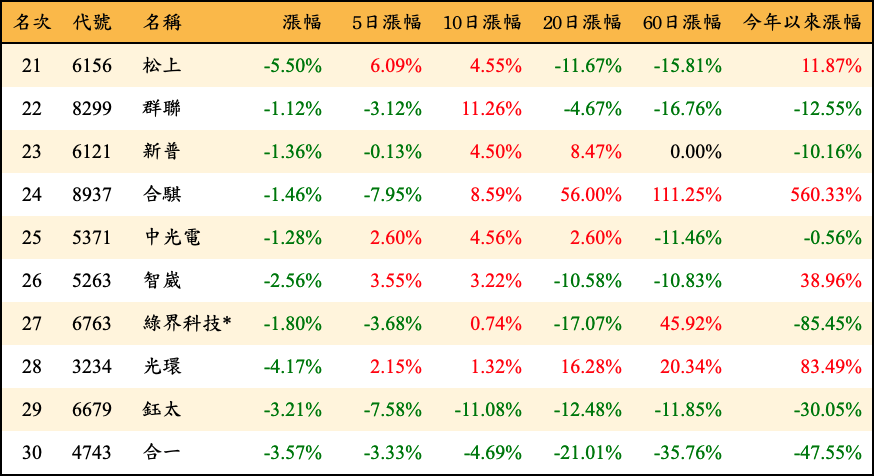 名次 代號 名稱 漲幅 5日漲幅 10日漲幅 20日漲幅 60日漲幅 今年以來漲幅
21 6156 松上 -5.50% 6.09% 4.55% -11.67% -15.81% 11.87%
22 8299 群聯 -1.12% -3.12% 11.26% -4.67% -16.76% -12.55%
23 6121 新普 -1.36% -0.13% 4.50% 8.47% 0.00% -10.16%
24 8937 合騏 -1.46% -7.95% 8.59% 56.00% 111.25% 560.33%
25 5371 中光電 -1.28% 2.60% 4.56% 2.60% -11.46% -0.56%
26 5263 智崴 -2.56% 3.55% 3.22% -10.58% -10.83% 38.96%
27 6763 綠界科技* -1.80% -3.68% 0.74% -17.07% 45.92% -85.45%
28 3234 光環 -4.17% 2.15% 1.32% 16.28% 20.34% 83.49%
29 6679 鈺太 -3.21% -7.58% -11.08% -12.48% -11.85% -30.05%
30 4743 合一 -3.57% -3.33% -4.69% -21.01% -35.76% -47.55%